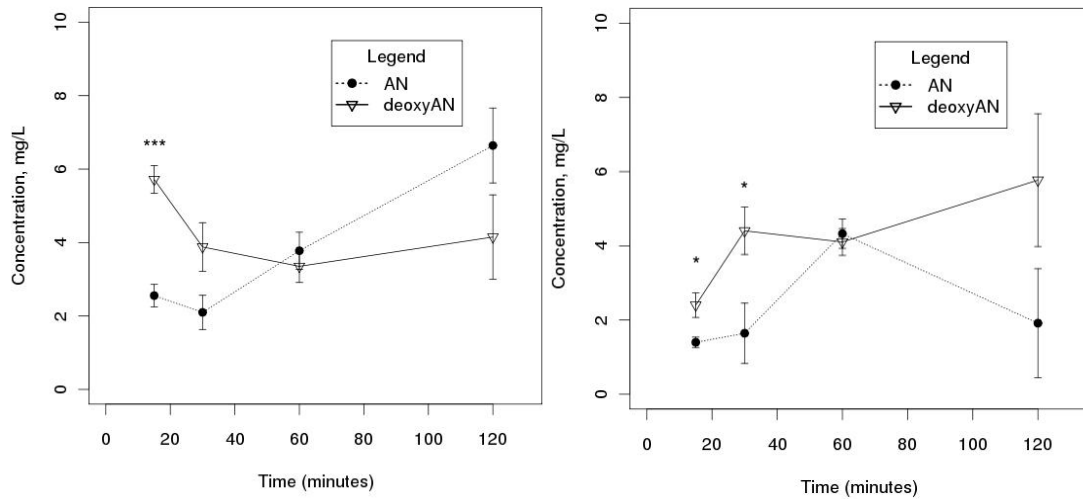 10
8
6
4
2
0
Concentration, mg/L
Legend
AN
deoxyAN
***
0 20 40 60 80 100 120
Time (minutes)
10
8
6
4
2
0
Concentration, mg/L
Legend
AN
deoxyAN
*
*
0 20 40 60 80 100 120
Time (minutes)